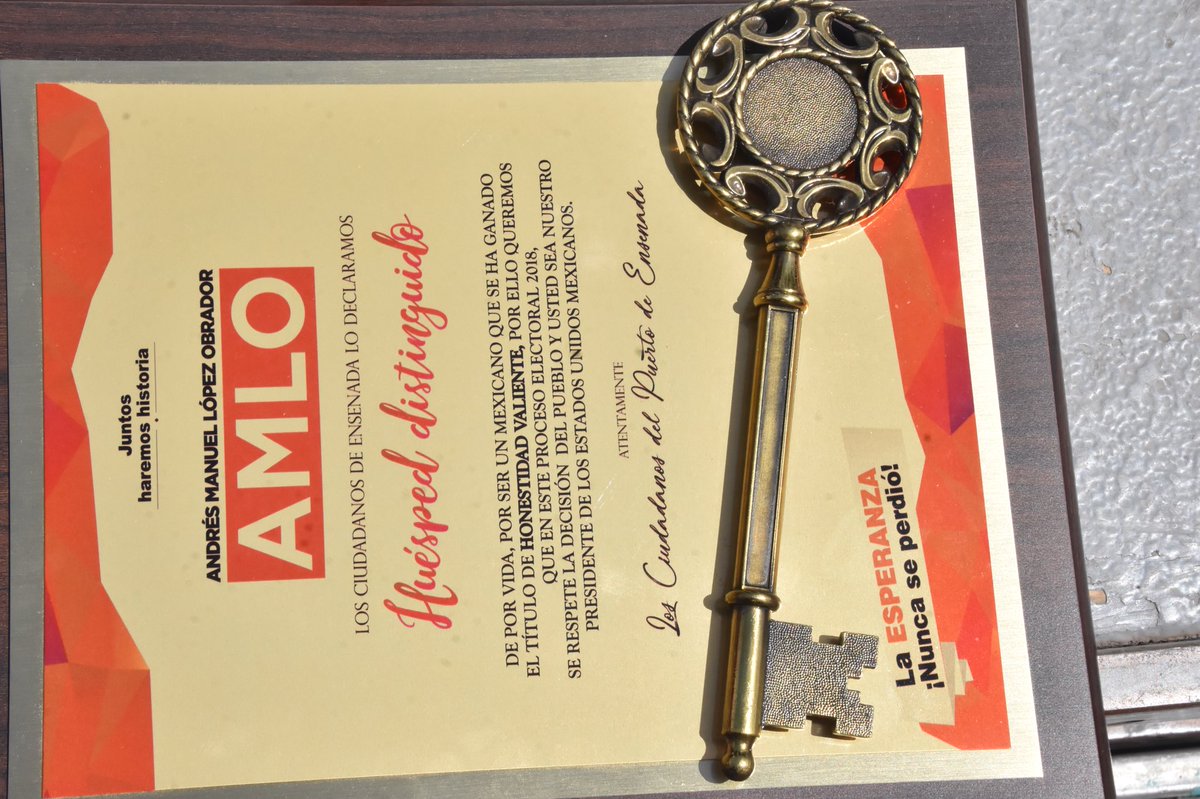 Juntos
haremos historia
ANDRÉS MANUEL LÓPEZ OBRADOR
AMLO
LOS CIUDADANOS DE ENSENADA LO DECLARAMOS
Huésped distinguido
DE POR VIDA, POR SER UN MEXICANO QUE SE HA GANADO
EL TÍTULO DE HONESTIDAD VALIENTE, POR ELLO QUEREMOS
QUE EN ESTE PROCESO ELECTORAL 2018,
SE RESPETE LA DECISIÓN DEL PUEBLO Y USTED SEA NUESTRO
PRESIDENTE DE LOS ESTADOS UNIDOS MEXICANOS.
ATENTAMENTE
Los Ciudadanos del Puerto de Ensenada
La ESPERANZA
¡Nunca se perdió!